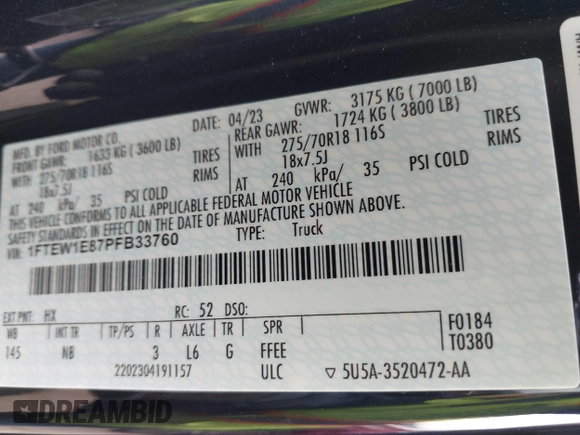 MFG. BY FORD MOTOR CO.
DATE: 04/23 GVWR: 3175 KG ( 7000 LB)
FRONT GAWR: 1633 KG ( 3600 LB)
REAR GAWR: 1724 KG ( 3800 LB)
WITH 275/70R18 116S TIRES
WITH 275/70R18 116S TIRES
18x7.5J RIMS
18x7.5J RIMS
AT 240 kPa/ 35 PSI COLD
AT 240 kPa/ 35 PSI COLD
THIS VEHICLE CONFORMS TO ALL APPLICABLE FEDERAL MOTOR VEHICLE
SAFETY STANDARDS IN EFFECT ON THE DATE OF MANUFACTURE SHOWN ABOVE.
VIN: 1FTEW1E87PFB33760 TYPE: Truck
EXT PNT: HX RC: 52 DSO:
WB INT TR TP/PS R AXLE TR SPR
145 NB 3 L6 G FFEE
F0184
T0380
2202304191157 ULC ▽ 5U5A-3520472-AA
DREAMBID